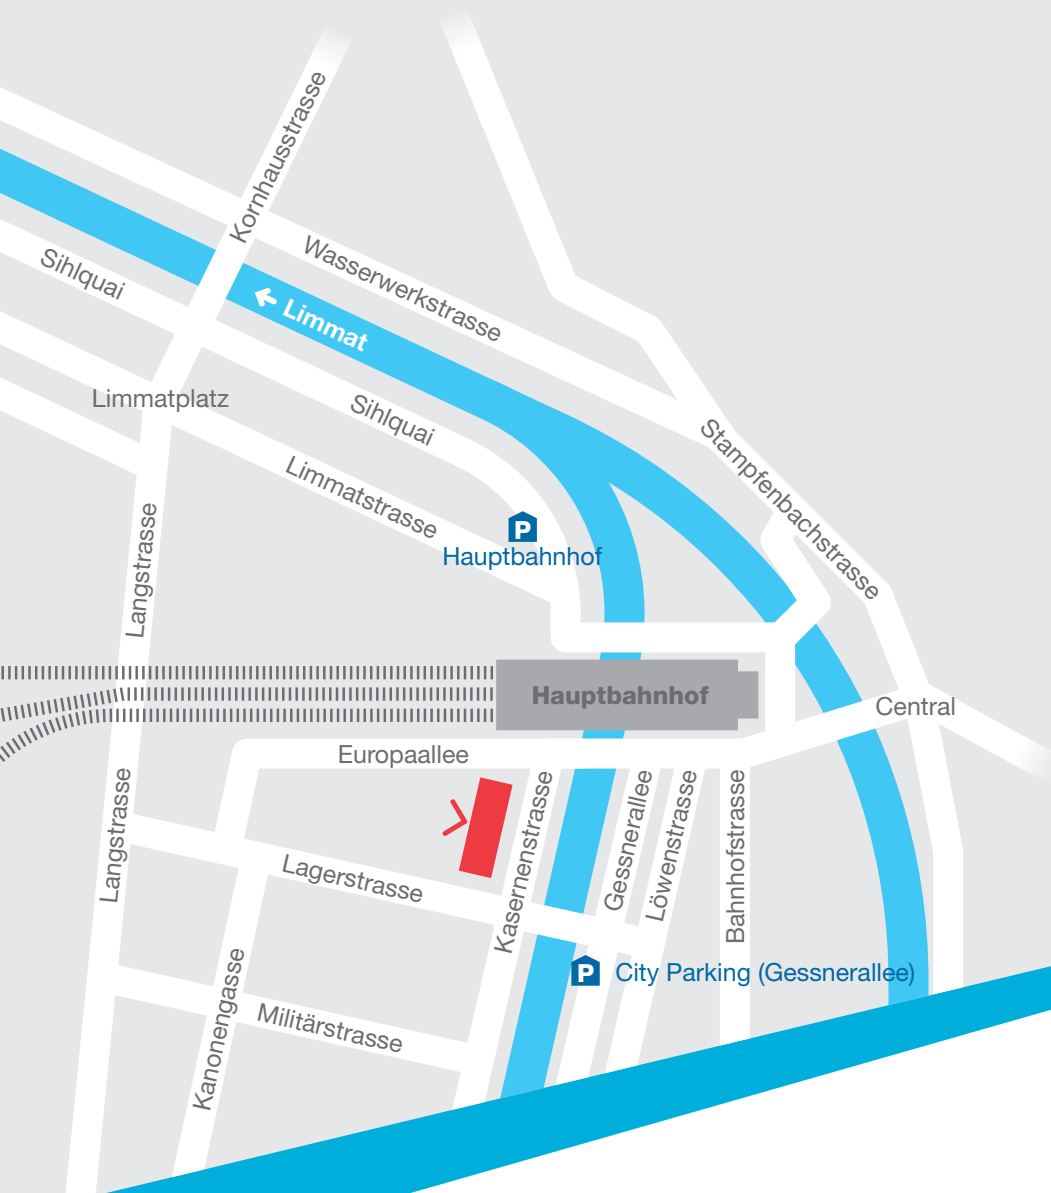 Kornhausstrasse
Wasserwerkstrasse
Sihlquai
← Limmat
Limmatplatz
Sihlquai
Stampfenbachstrasse
Limmatstrasse
P
Hauptbahnhof
Langstrasse
Hauptbahnhof
Central
Europaallee
Langstrasse
Kasernenstrasse
Gessnerallee
Löwenstrasse
Bahnhofstrasse
Lagerstrasse
P City Parking (Gessnerallee)
Kanonengasse
Militärstrasse